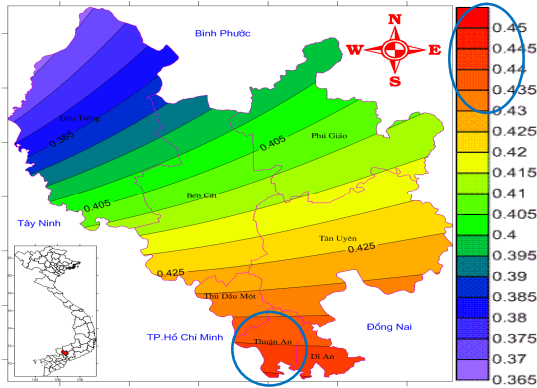 Bình Phước
N
W E
S
Dầu Tiếng
0.385
0.405
Phú Giáo
0.405
Bến Cát
Tây Ninh
Tân Uyên
0.425
0.425
Thủ Dầu Một
TP.Hồ Chí Minh
Đồng Nai
Thuận An
Dĩ An
0.45
0.445
0.44
0.435
0.43
0.425
0.42
0.415
0.41
0.405
0.4
0.395
0.39
0.385
0.38
0.375
0.37
0.365